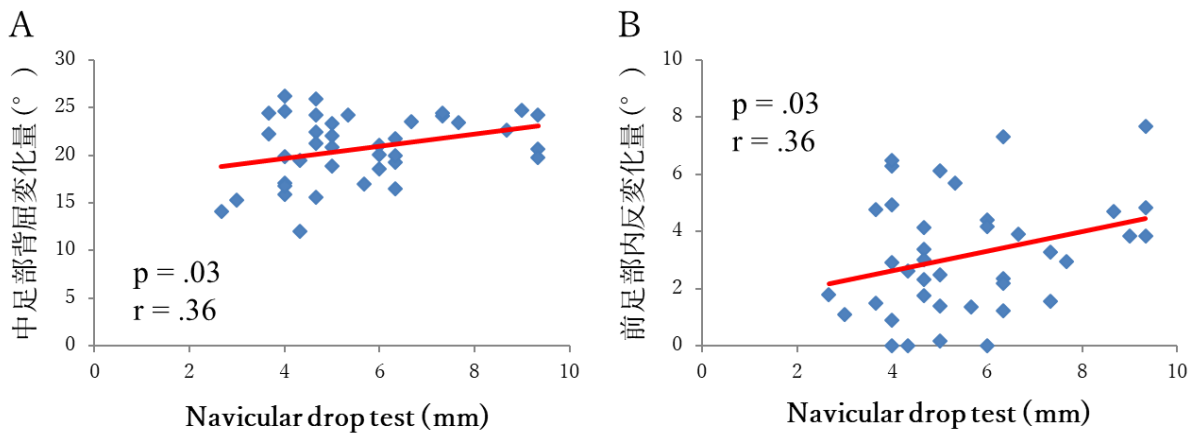 A
中足部背屈変化量(°)
30
25
20
15
10
5
0
p = .03
r = .36
0 2 4 6 8 10
Navicular drop test (mm)
B
前足部内反変化量(°)
10
8
6
4
2
0
p = .03
r = .36
0 2 4 6 8 10
Navicular drop test (mm)